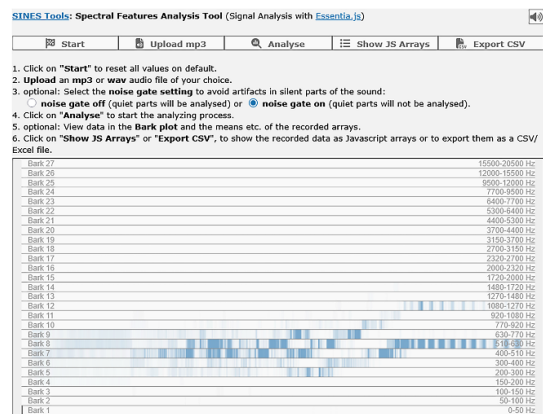 SINES Tools: Spectral Features Analysis Tool (Signal Analysis with Essentia.js)
Start Upload mp3 Analyse Show JS Arrays Export CSV
1. Click on "Start" to reset all values on default.
2. Upload an mp3 or wav audio file of your choice.
3. optional: Select the noise gate setting to avoid artifacts in silent parts of the sound:
noise gate off (quiet parts will be analysed) or noise gate on (quiet parts will not be analysed).
4. Click on "Analyse" to start the analyzing process.
5. optional: View data in the Bark plot and the means etc. of the recorded arrays.
6. Click on "Show JS Arrays" or "Export CSV", to show the recorded data as Javascript arrays or to export them as a CSV/
Excel file.
Bark 27 15500-20500 Hz
Bark 26 12000-15500 Hz
Bark 25 9500-12000 Hz
Bark 24 7700-9500 Hz
Bark 23 6400-7700 Hz
Bark 22 5300-6400 Hz
Bark 21 4400-5300 Hz
Bark 20 3700-4400 Hz
Bark 19 3150-3700 Hz
Bark 18 2700-3150 Hz
Bark 17 2320-2700 Hz
Bark 16 2000-2320 Hz
Bark 15 1720-2000 Hz
Bark 14 1480-1720 Hz
Bark 13 1270-1480 Hz
Bark 12 1080-1270 Hz
Bark 11 920-1080 Hz
Bark 10 770-920 Hz
Bark 9 630-770 Hz
Bark 8 510-630 Hz
Bark 7 400-510 Hz
Bark 6 300-400 Hz
Bark 5 200-300 Hz
Bark 4 150-200 Hz
Bark 3 100-150 Hz
Bark 2 50-100 Hz
Bark 1 0-50 Hz